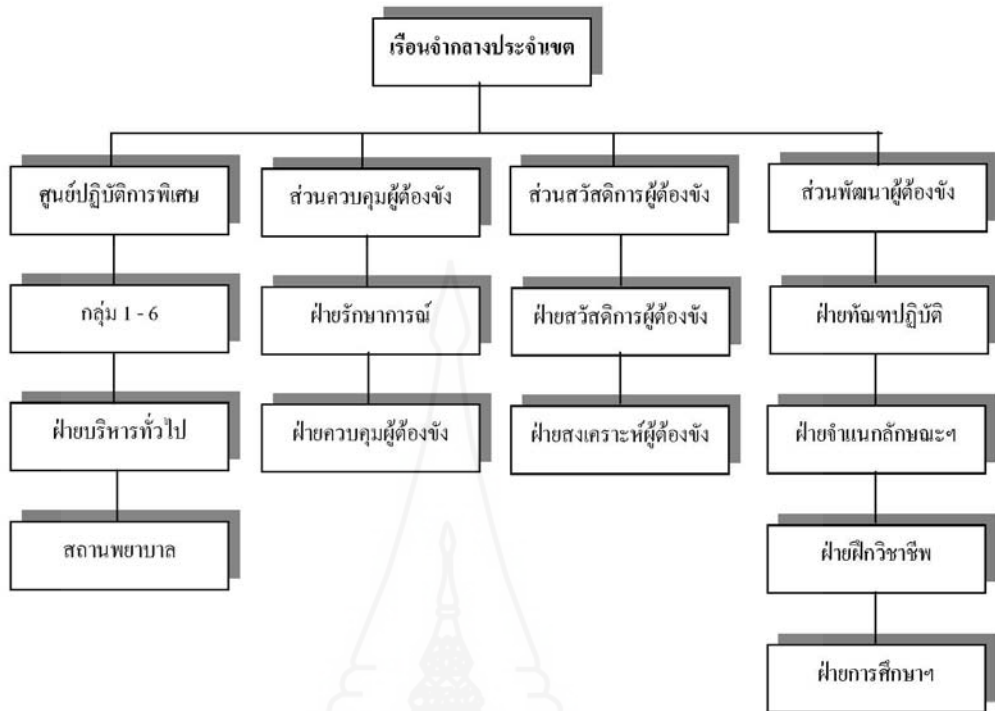 เรือนจำกลางประจำเขต
ศูนย์ปฏิบัติการพิเศษ
ส่วนควบคุมผู้ต้องขัง
ส่วนสวัสดิการผู้ต้องขัง
ส่วนพัฒนาผู้ต้องขัง
กลุ่ม 1 - 6
ฝ่ายรักษาการณ์
ฝ่ายสวัสดิการผู้ต้องขัง
ฝ่ายทัณฑปฏิบัติ
ฝ่ายบริหารทั่วไป
ฝ่ายควบคุมผู้ต้องขัง
ฝ่ายสงเคราะห์ผู้ต้องขัง
ฝ่ายจำแนกลักษณะฯ
สถานพยาบาล
ฝ่ายฝึกวิชาชีพ
ฝ่ายการศึกษาฯ